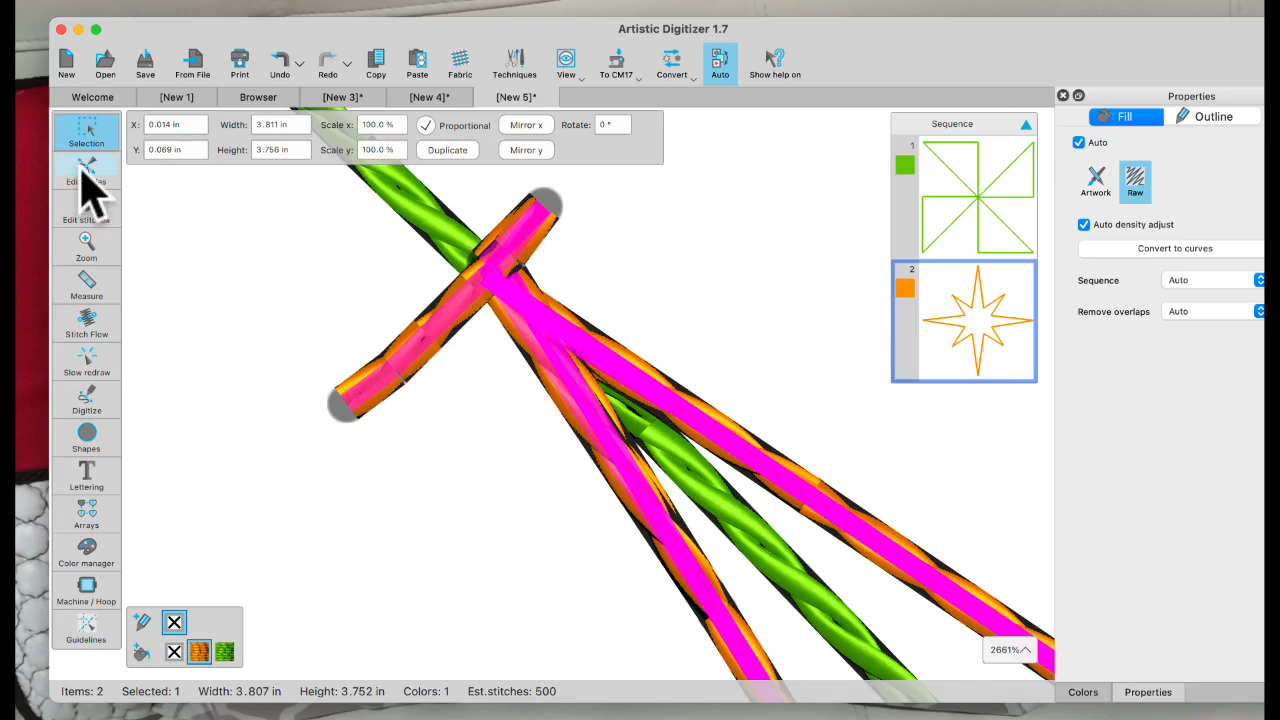 Artistic Digitizer 1.7
New Open Save From File Print Undo Redo Copy Paste Fabric Techniques View To CM17 Convert Auto Show help on
Welcome [New 1] Browser [New 3]* [New 4]* [New 5]*
Properties
Fill Outline
Selection
X: 0.014 in Width: 3.811 in Scale x: 100.0 % Proportional Mirror x Rotate: 0 °
Y: 0.069 in Height: 3.756 in Scale y: 100.0 % Duplicate Mirror y
Sequence
1
2
Auto
Artwork Raw
Auto density adjust
Convert to curves
Sequence Auto
Remove overlaps Auto
Zoom
Measure
Stitch Flow
Slow redraw
Digitize
Shapes
T
Lettering
Arrays
Color manager
Machine / Hoop
Guidelines
2661%
Items: 2 Selected: 1 Width: 3.807 in Height: 3.752 in Colors: 1 Est.stitches: 500
Colors Properties